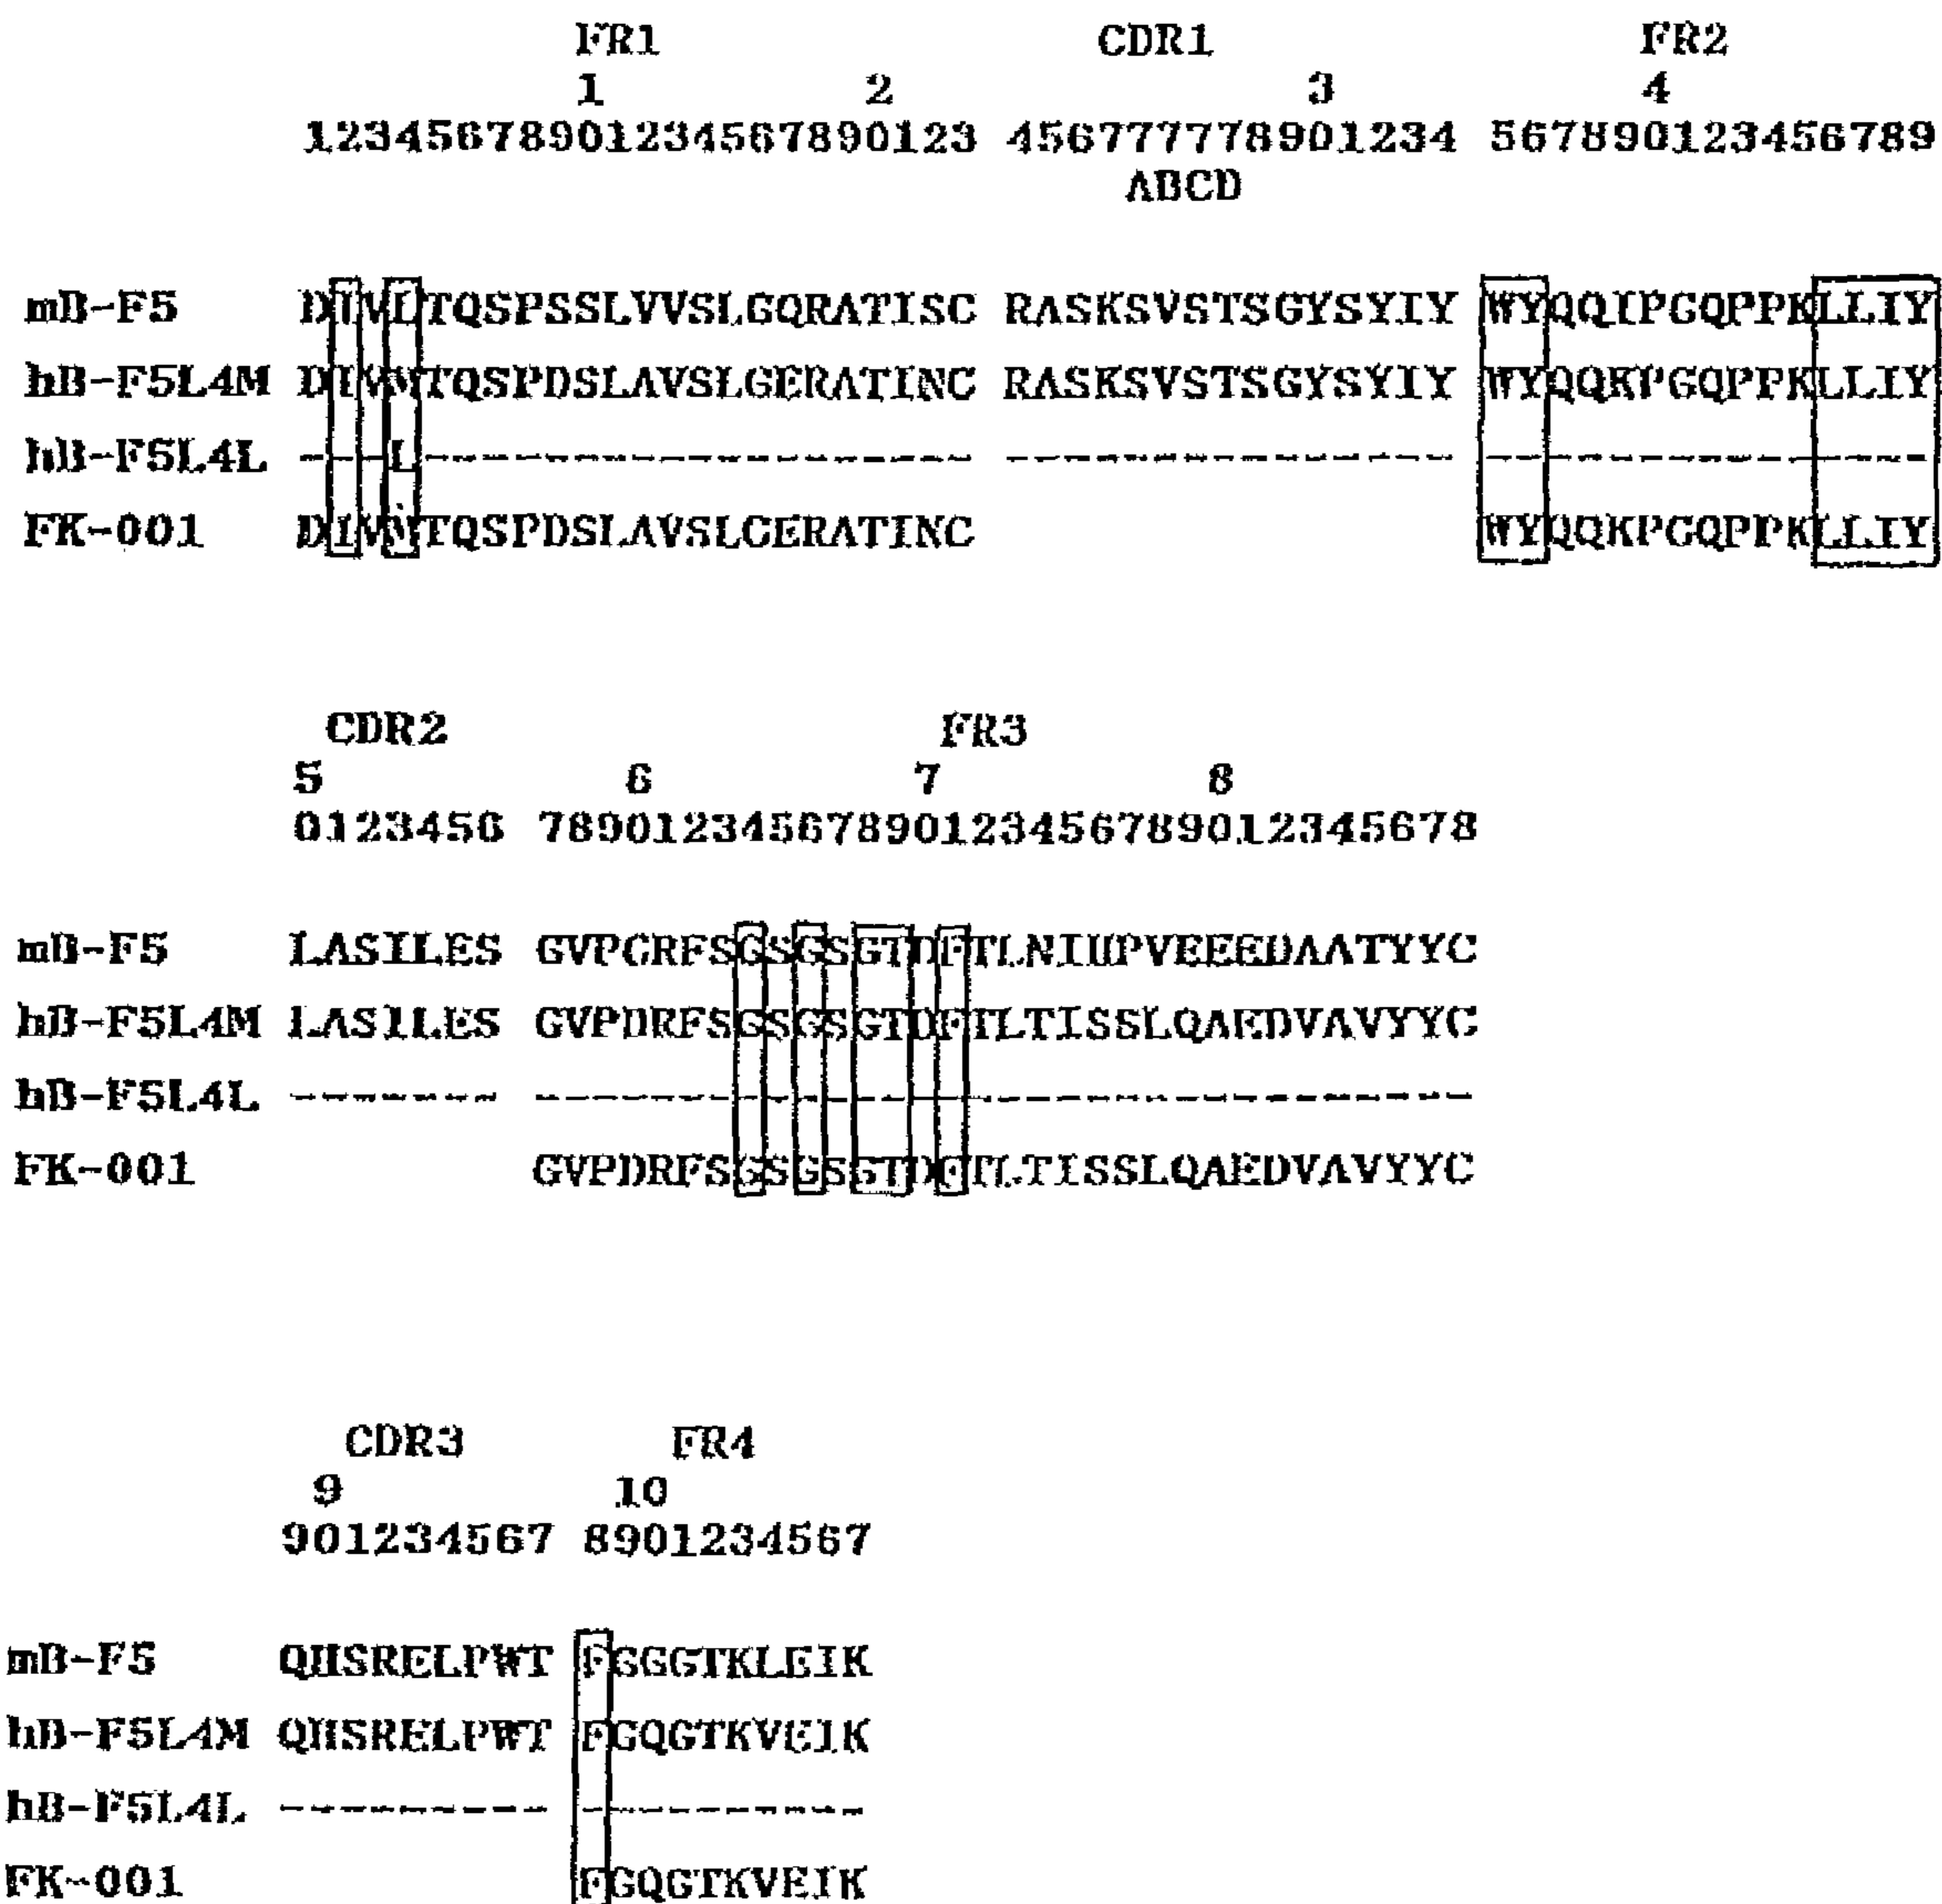 FR1 CDR1 FR2
1 2 3 4
12345678901234567890123 456777778901234 567890123456789
ABCD
mB-F5 DIVLTQSPSSLVVSLGQRATISC RASKSVSTSGYSYIY WYQQIPGQPPKLLIY
hB-F5L4M DIVMTQSPDSLAVSLGERATINC RASKSVSTSGYSYIY WYQQKPGQPPKLLIY
hB-F5L4L ---L------------------- --------------- ---------------
FK-001 DIVMTQSPDSLAVSLGERATINC WYQQKPGQPPKLLIY
CDR2 FR3
5 6 7 8
0123456 78901234567890123456789012345678
mB-F5 LASILES GVPGRFSGSGSGTDFTLNIHPVEEEDAATYYC
hB-F5L4M LASILES GVPDRFSGSGSGTDFTLTISSLQAEDVAVYYC
hB-F5L4L ------- --------------------------------
FK-001 GVPDRFSGSGSGTDFTLTISSLQAEDVAVYYC
CDR3 FR4
9 10
901234567 8901234567
mB-F5 QHSRELPWT FGGGTKLEIK
hB-F5L4M QHSRELPWT FGQGTKVEIK
hB-F5L4L --------- ----------
FK-001 FGQGTKVEIK